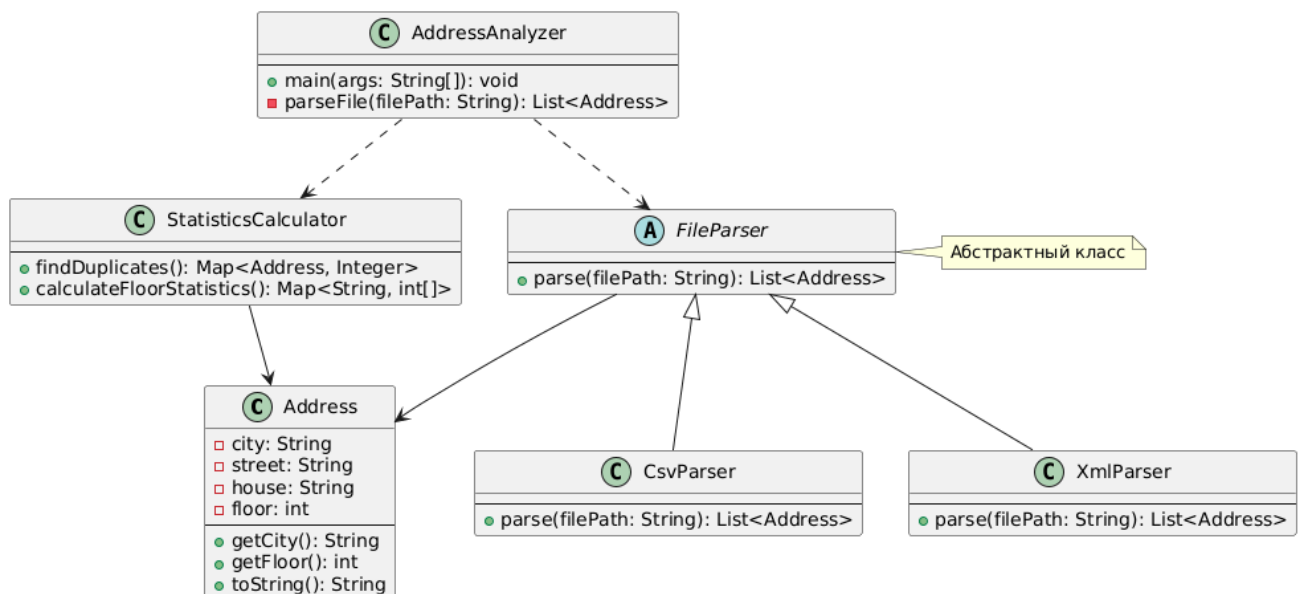 C AddressAnalyzer
main(args: String[]): void
parseFile(filePath: String): List<Address>
C StatisticsCalculator
findDuplicates(): Map<Address, Integer>
calculateFloorStatistics(): Map<String, int[]>
A FileParser
parse(filePath: String): List<Address>
Абстрактный класс
C Address
city: String
street: String
house: String
floor: int
getCity(): String
getFloor(): int
toString(): String
C CsvParser
parse(filePath: String): List<Address>
C XmlParser
parse(filePath: String): List<Address>